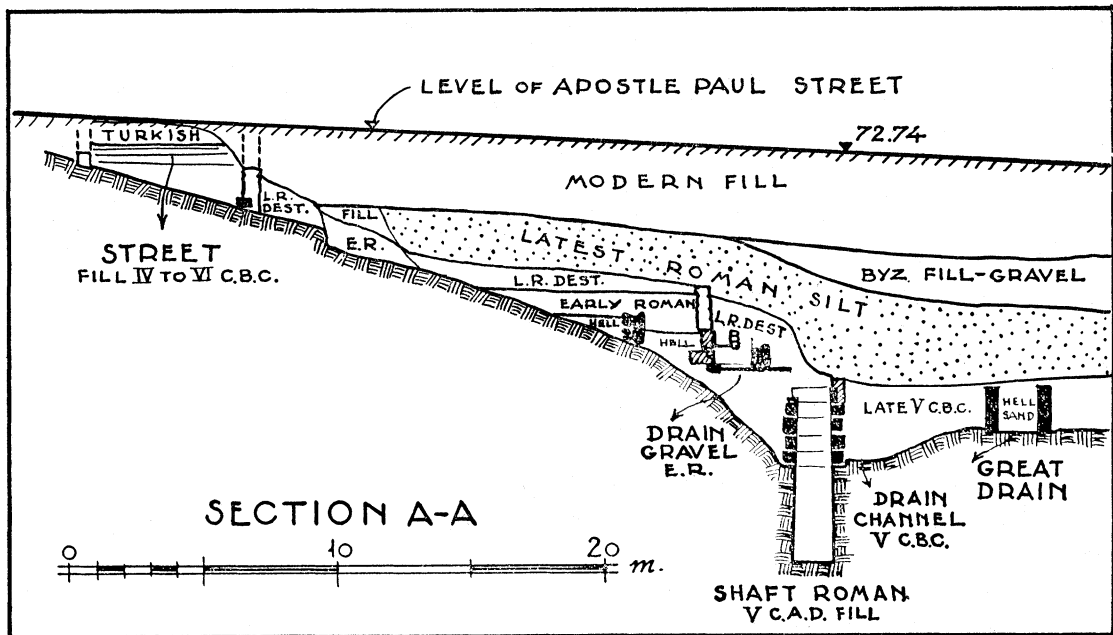 LEVEL OF APOSTLE PAUL STREET
72.74
TURKISH
MODERN FILL
L.R.
DEST.
FILL
E.R.
STREET
FILL IV TO VI C.B.C.
LATEST ROMAN SILT
BYZ. FILL-GRAVEL
L.R. DEST.
EARLY ROMAN
L.R. DEST
HELL
HELL
LATE V C.B.C.
HELL
SAND
DRAIN
GRAVEL
E.R.
GREAT
DRAIN
DRAIN
CHANNEL
V C.B.C.
SECTION A-A
0 10 20 m.
SHAFT ROMAN
V C.A.D. FILL